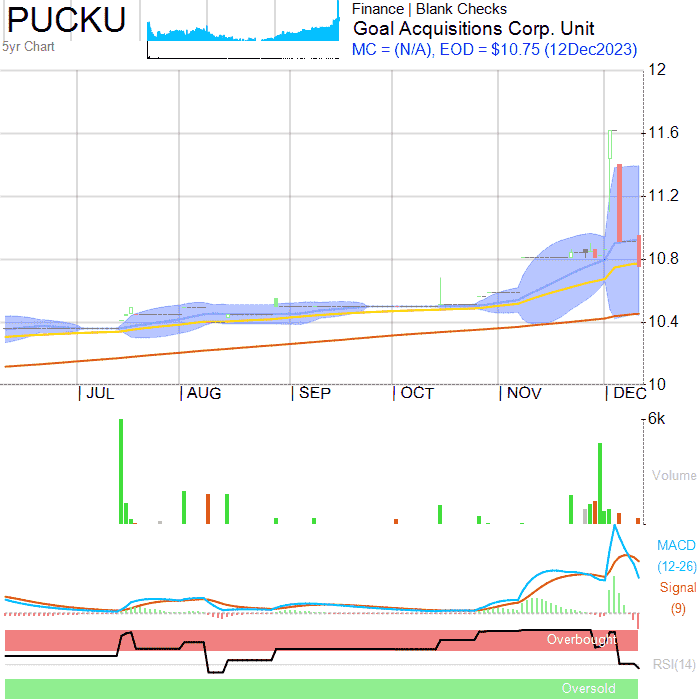 PUCKU
5yr Chart
Finance | Blank Checks
Goal Acquisitions Corp. Unit
MC = (N/A), EOD = $10.75 (12Dec2023)
12
11.6
11.2
10.8
10.4
10
| JUL | AUG | SEP | OCT | NOV | DEC
6k
Volume
MACD
(12-26)
Signal
(9)
Overbought
RSI(14)
Oversold